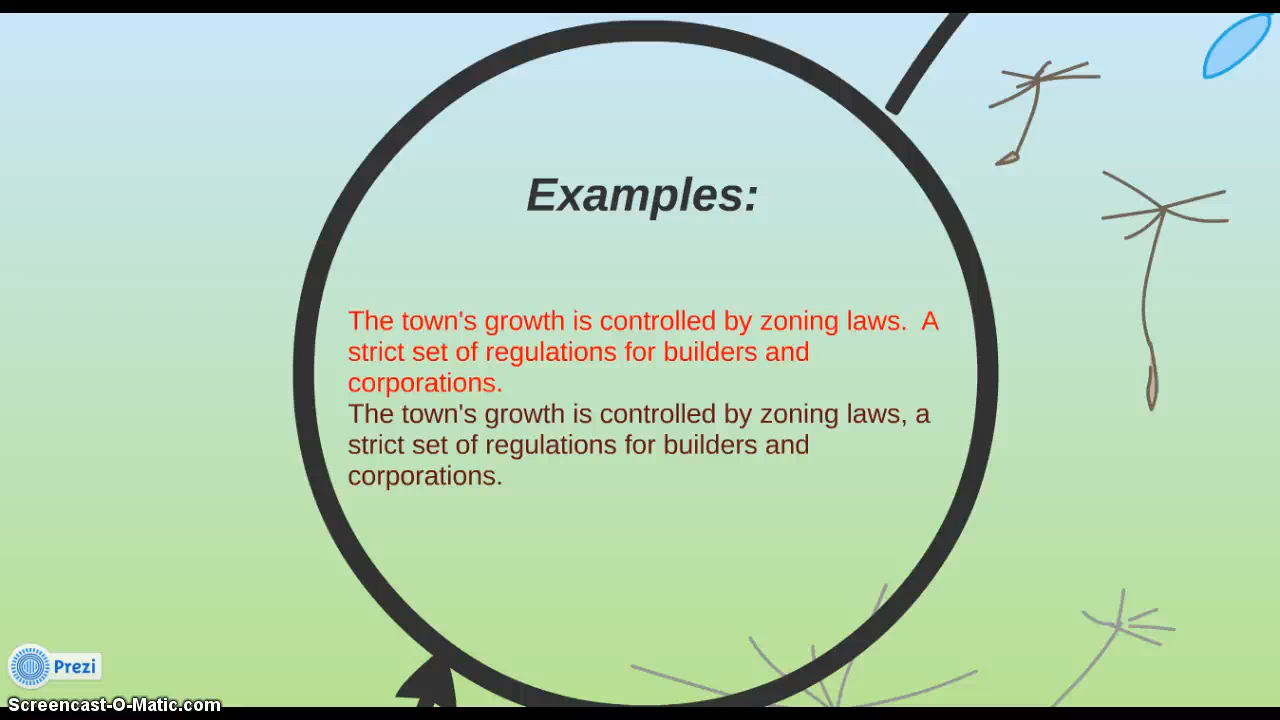 Examples:
The town's growth is controlled by zoning laws.  A
strict set of regulations for builders and
corporations.
The town's growth is controlled by zoning laws, a
strict set of regulations for builders and
corporations.
Prezi
Screencast-O-Matic.com